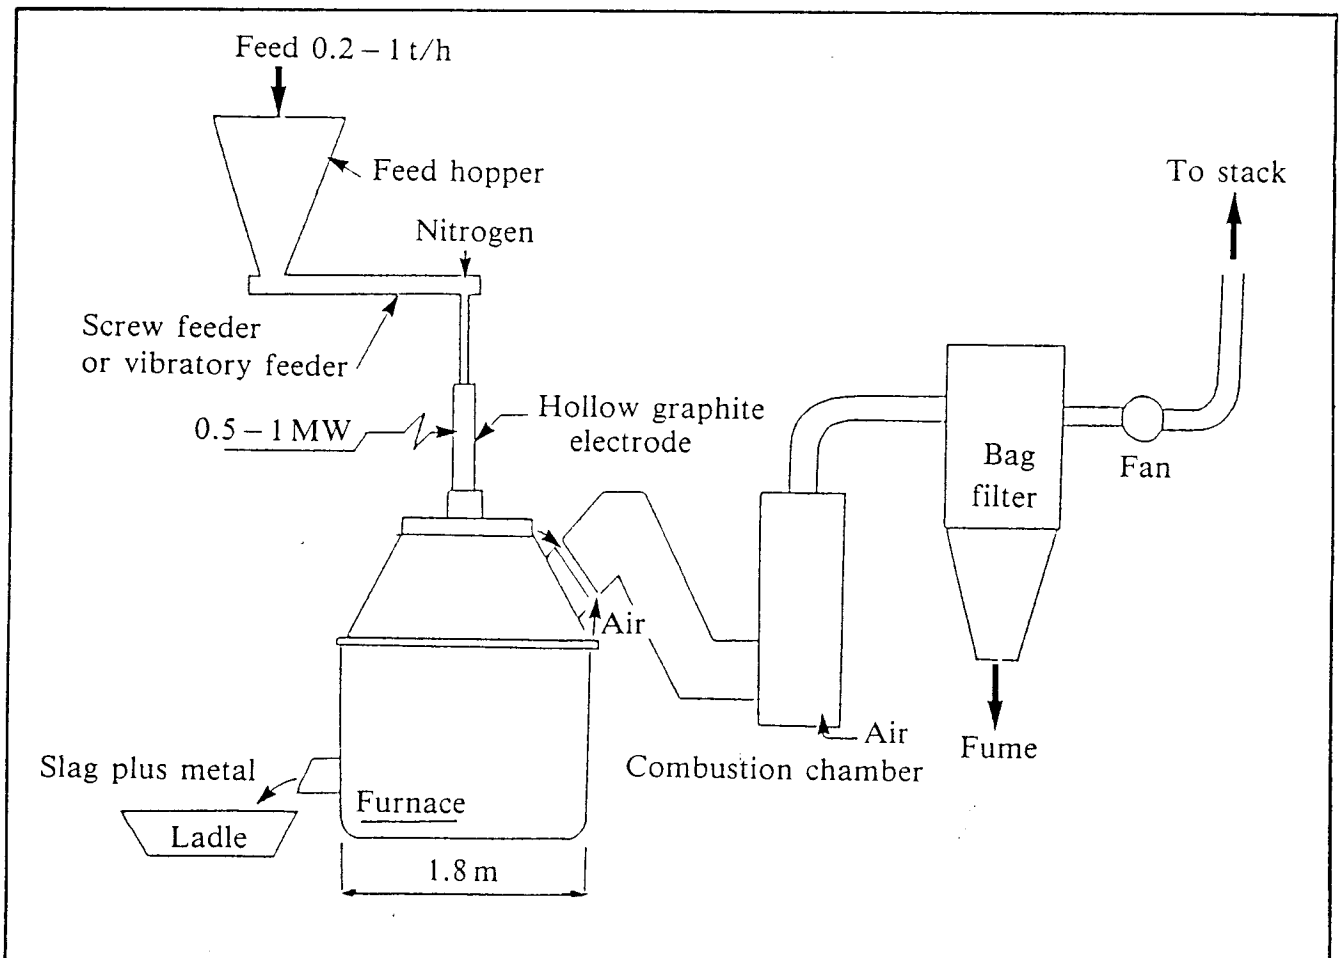 Feed 0.2 – 1 t/h
Feed hopper
To stack
Nitrogen
Screw feeder
or vibratory feeder
0.5 – 1 MW
Hollow graphite
electrode
Bag
filter
Fan
Air
Air
Combustion chamber
Fume
Slag plus metal
Ladle
Furnace
1.8 m